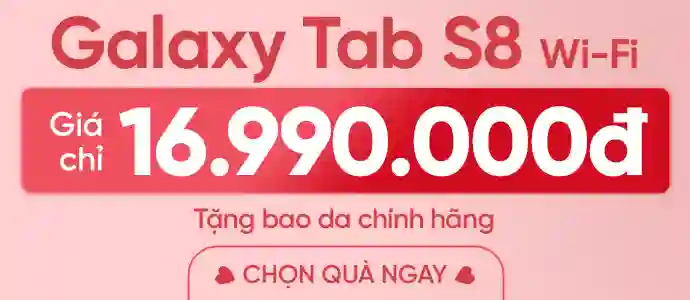 Galaxy Tab S8 Wi-Fi
Giá chỉ 16.990.000đ
Tặng bao da chính hãng
CHỌN QUÀ NGAY